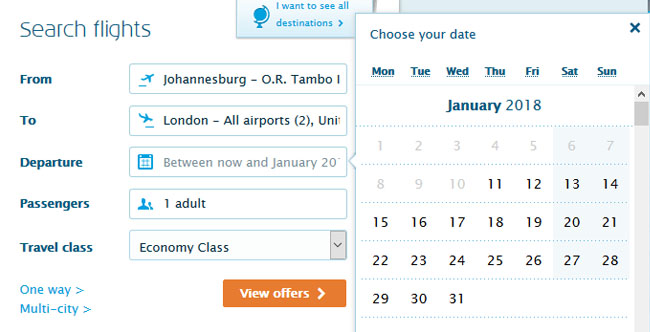 Search flights
I want to see all
destinations >
From
Johannesburg – O.R. Tambo I
To
London – All airports (2), Unit
Departure
Between now and January 201
Passengers
1 adult
Travel class
Economy Class
One way >
Multi-city >
View offers >
Choose your date
Mon Tue Wed Thu Fri Sat Sun
January 2018
1 2 3 4 5 6 7
8 9 10 11 12 13 14
15 16 17 18 19 20 21
22 23 24 25 26 27 28
29 30 31